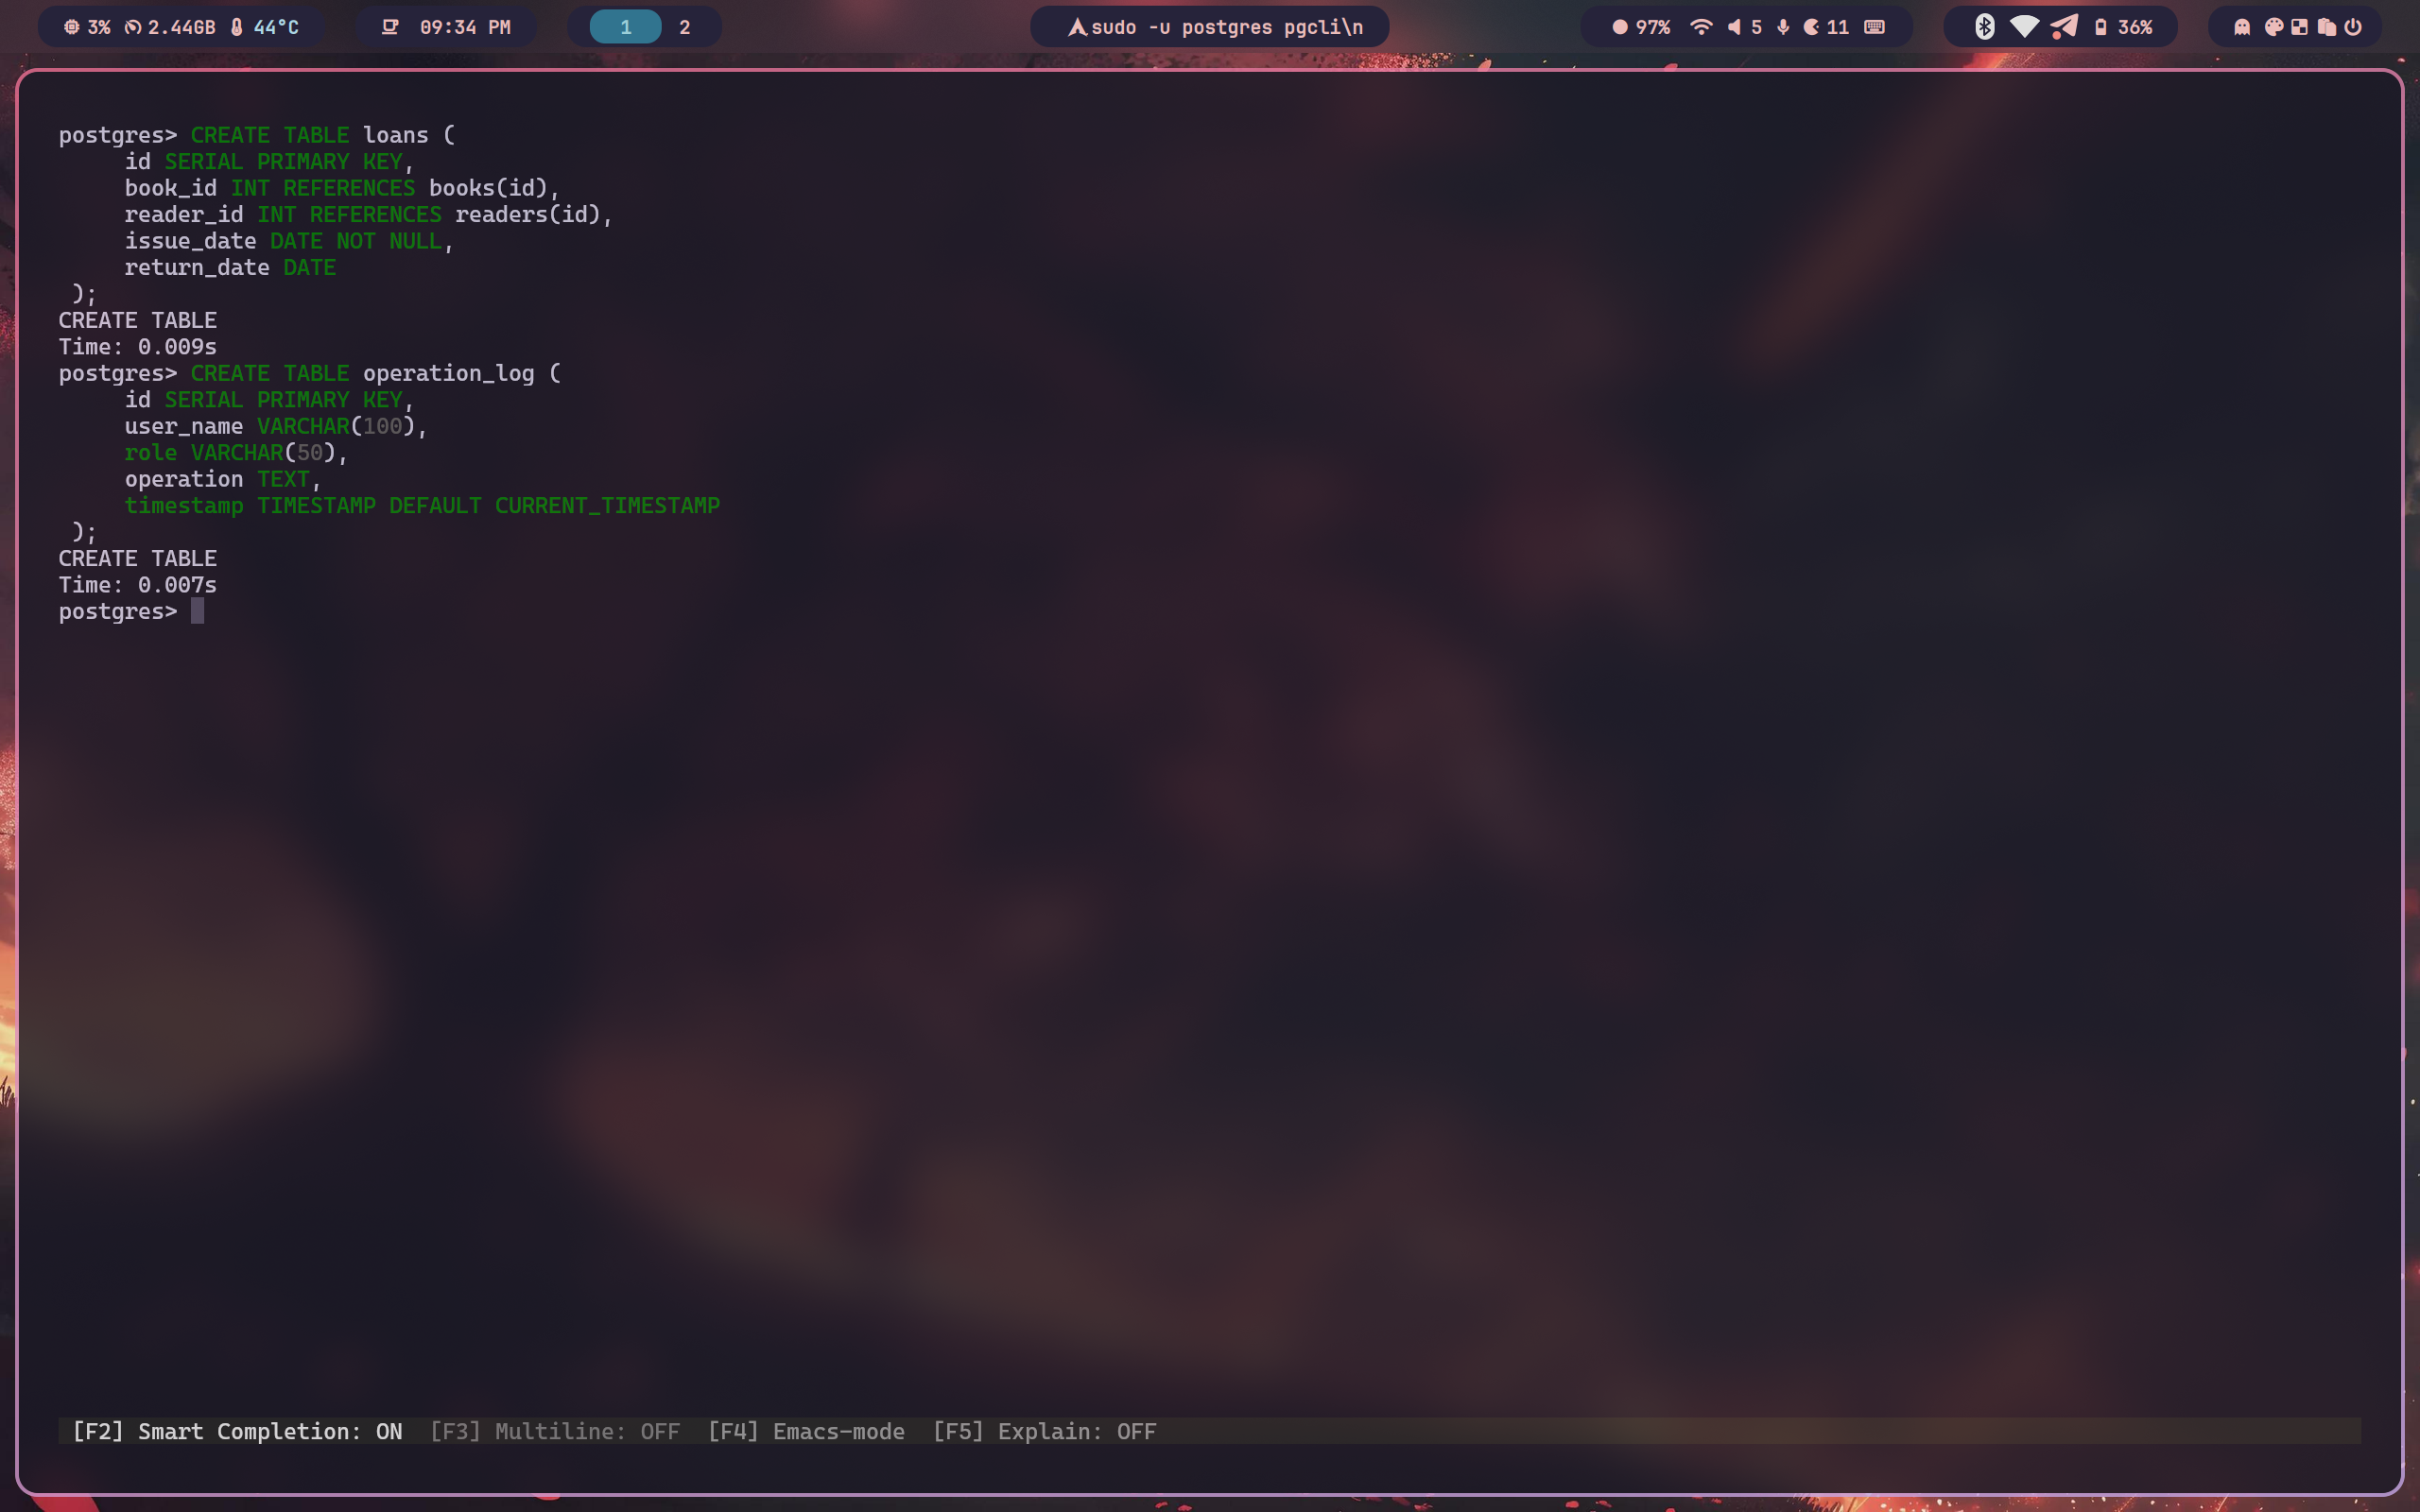 3% 2.44GB 44°C 09:34 PM 1 2 sudo -u postgres pgcli\n 97% 5 11 36%
postgres> CREATE TABLE loans (
id SERIAL PRIMARY KEY,
book_id INT REFERENCES books(id),
reader_id INT REFERENCES readers(id),
issue_date DATE NOT NULL,
return_date DATE
);
CREATE TABLE
Time: 0.009s
postgres> CREATE TABLE operation_log (
id SERIAL PRIMARY KEY,
user_name VARCHAR(100),
role VARCHAR(50),
operation TEXT,
timestamp TIMESTAMP DEFAULT CURRENT_TIMESTAMP
);
CREATE TABLE
Time: 0.007s
postgres>
[F2] Smart Completion: ON [F3] Multiline: OFF [F4] Emacs-mode [F5] Explain: OFF